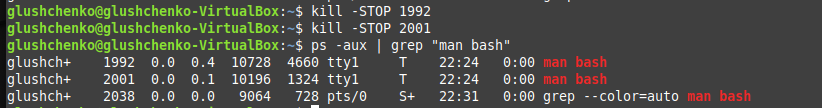 glushchenko@glushchenko-VirtualBox:~$ kill -STOP 1992
glushchenko@glushchenko-VirtualBox:~$ kill -STOP 2001
glushchenko@glushchenko-VirtualBox:~$ ps -aux | grep "man bash"
glushch+    1992  0.0  0.4  10728  4660 tty1     T    22:24   0:00 man bash
glushch+    2001  0.0  0.1  10196  1324 tty1     T    22:24   0:00 man bash
glushch+    2038  0.0  0.0   9064   728 pts/0    S+   22:31   0:00 grep --color=auto man bash